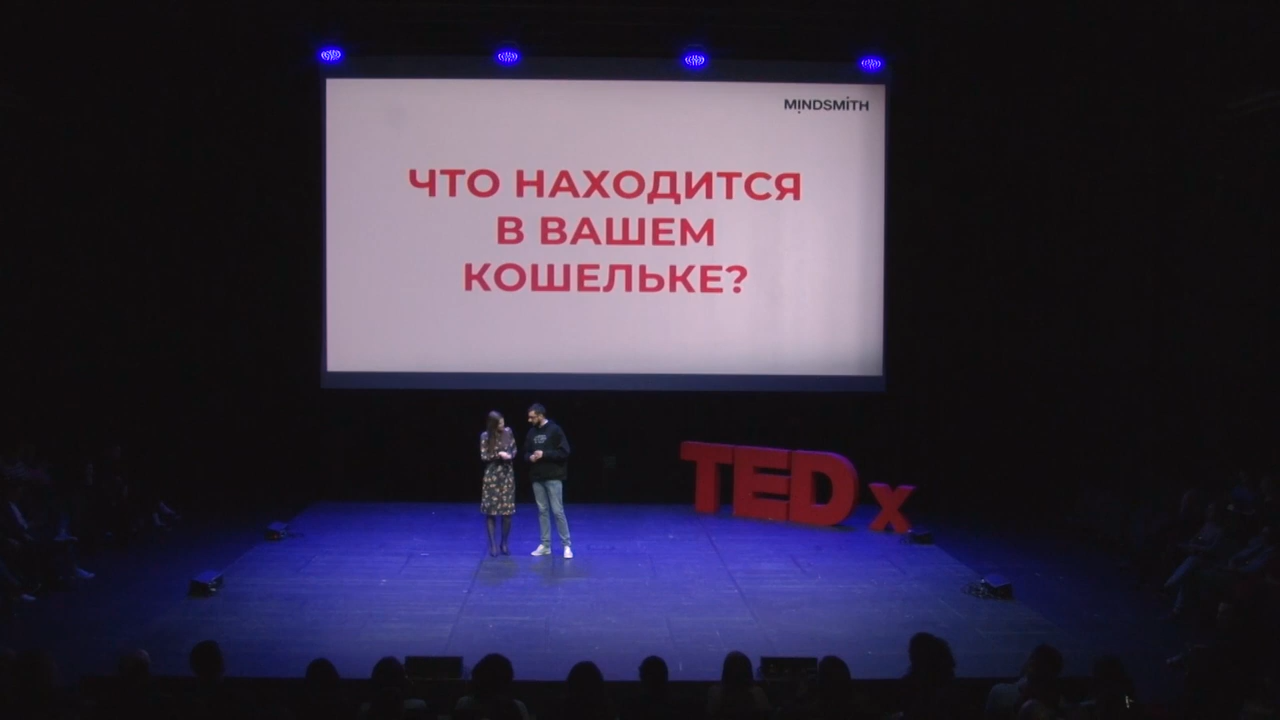 MINDSMITH
ЧТО НАХОДИТСЯ
В ВАШЕМ
КОШЕЛЬКЕ?
TEDx